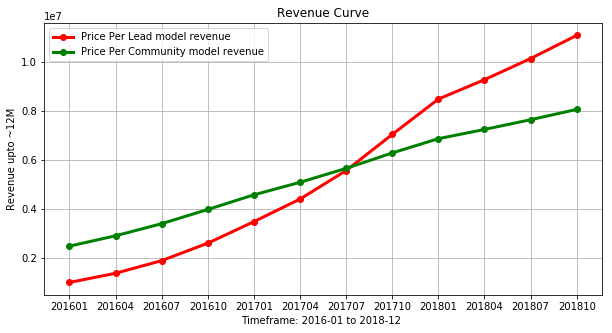 Revenue Curve
1e7
Price Per Lead model revenue
Price Per Community model revenue
1.0
0.8
0.6
0.4
0.2
Revenue upto ~12M
201601 201604 201607 201610 201701 201704 201707 201710 201801 201804 201807 201810
Timeframe: 2016-01 to 2018-12